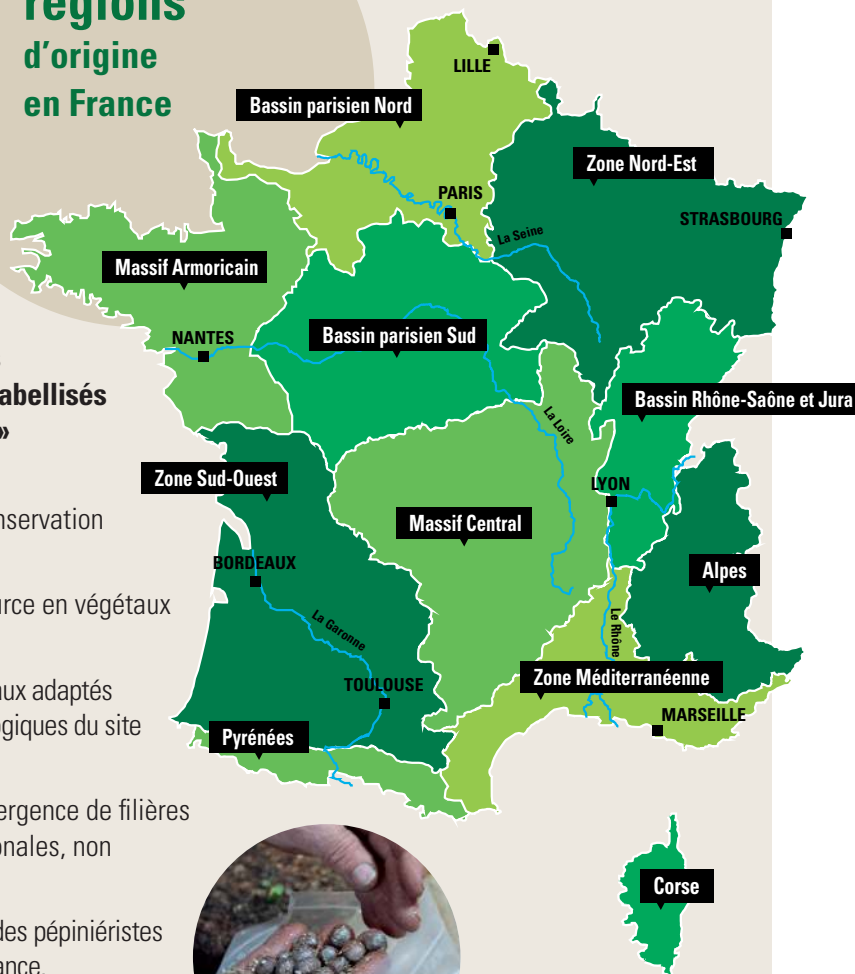 régions
d'origine
en France
LILLE
Bassin parisien Nord
Zone Nord-Est
PARIS
STRASBOURG
La Seine
Massif Armoricain
NANTES
Bassin parisien Sud
abellisés
»
Bassin Rhône-Saône et Jura
La Loire
Zone Sud-Ouest
LYON
nservation
Massif Central
BORDEAUX
Alpes
urce en végétaux
La Garonne
Le Rhône
aux adaptés
TOULOUSE
Zone Méditerranéenne
ogiques du site
MARSEILLE
Pyrénées
ergence de filières
onales, non
Corse
des pépiniéristes
ance.